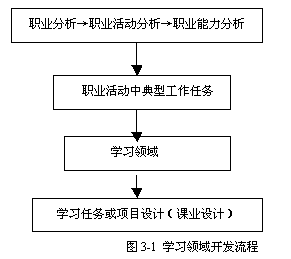 职业分析→职业活动分析→职业能力分析
职业活动中典型工作任务
学习领域
学习任务或项目设计（课业设计）
图 3-1 学习领域开发流程